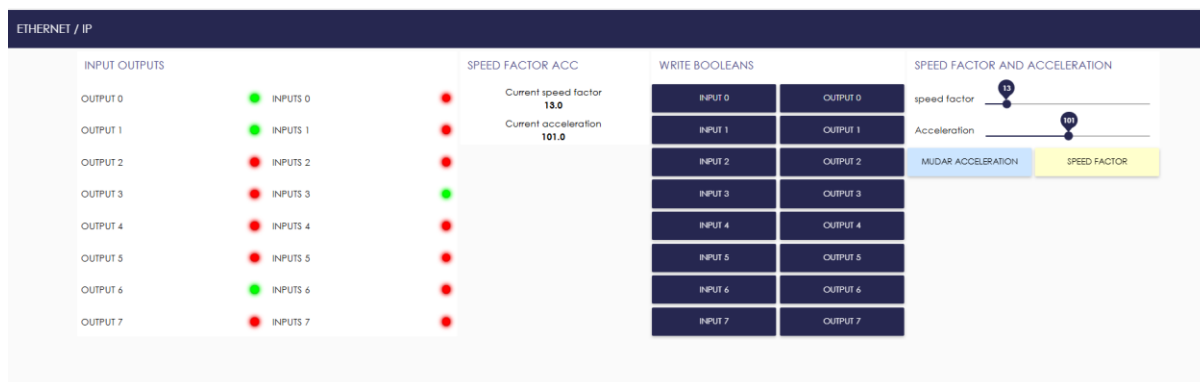 ETHERNET / IP
INPUT OUTPUTS
OUTPUT 0 INPUTS 0
OUTPUT 1 INPUTS 1
OUTPUT 2 INPUTS 2
OUTPUT 3 INPUTS 3
OUTPUT 4 INPUTS 4
OUTPUT 5 INPUTS 5
OUTPUT 6 INPUTS 6
OUTPUT 7 INPUTS 7
SPEED FACTOR ACC
Current speed factor
13.0
Current acceleration
101.0
WRITE BOOLEANS
INPUT 0 OUTPUT 0
INPUT 1 OUTPUT 1
INPUT 2 OUTPUT 2
INPUT 3 OUTPUT 3
INPUT 4 OUTPUT 4
INPUT 5 OUTPUT 5
INPUT 6 OUTPUT 6
INPUT 7 OUTPUT 7
SPEED FACTOR AND ACCELERATION
13
speed factor
101
Acceleration
MUDAR ACCELERATION SPEED FACTOR